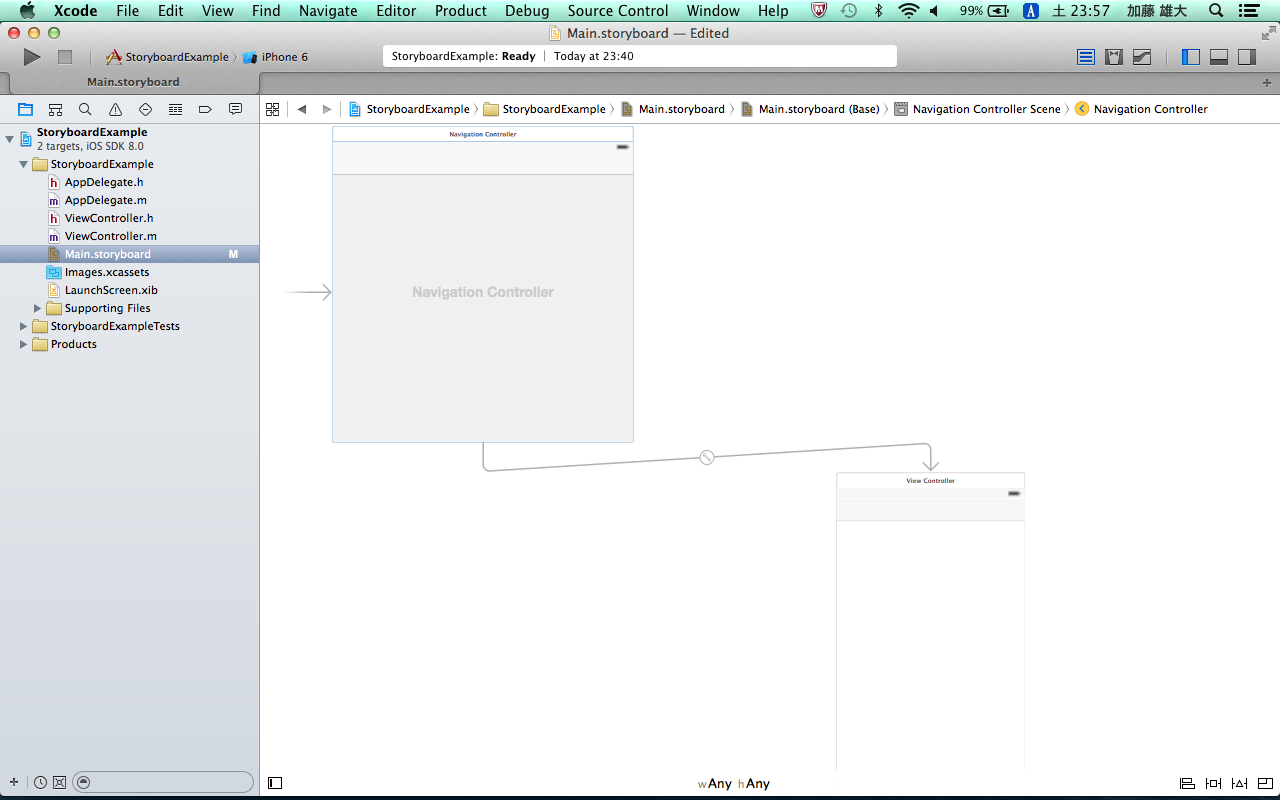 Xcode File Edit View Find Navigate Editor Product Debug Source Control Window Help 99% A 土 23:57 加藤 雄大
Main.storyboard — Edited
StoryboardExample 〉 iPhone 6 StoryboardExample: Ready | Today at 23:40
Main.storyboard +
StoryboardExample 〉 StoryboardExample 〉 Main.storyboard 〉 Main.storyboard (Base) 〉 Navigation Controller Scene 〉 Navigation Controller
StoryboardExample
2 targets, iOS SDK 8.0
StoryboardExample
h AppDelegate.h
m AppDelegate.m
h ViewController.h
m ViewController.m
Main.storyboard M
Images.xcassets
LaunchScreen.xib
Supporting Files
StoryboardExampleTests
Products
Navigation Controller
Navigation Controller
View Controller
wAny hAny